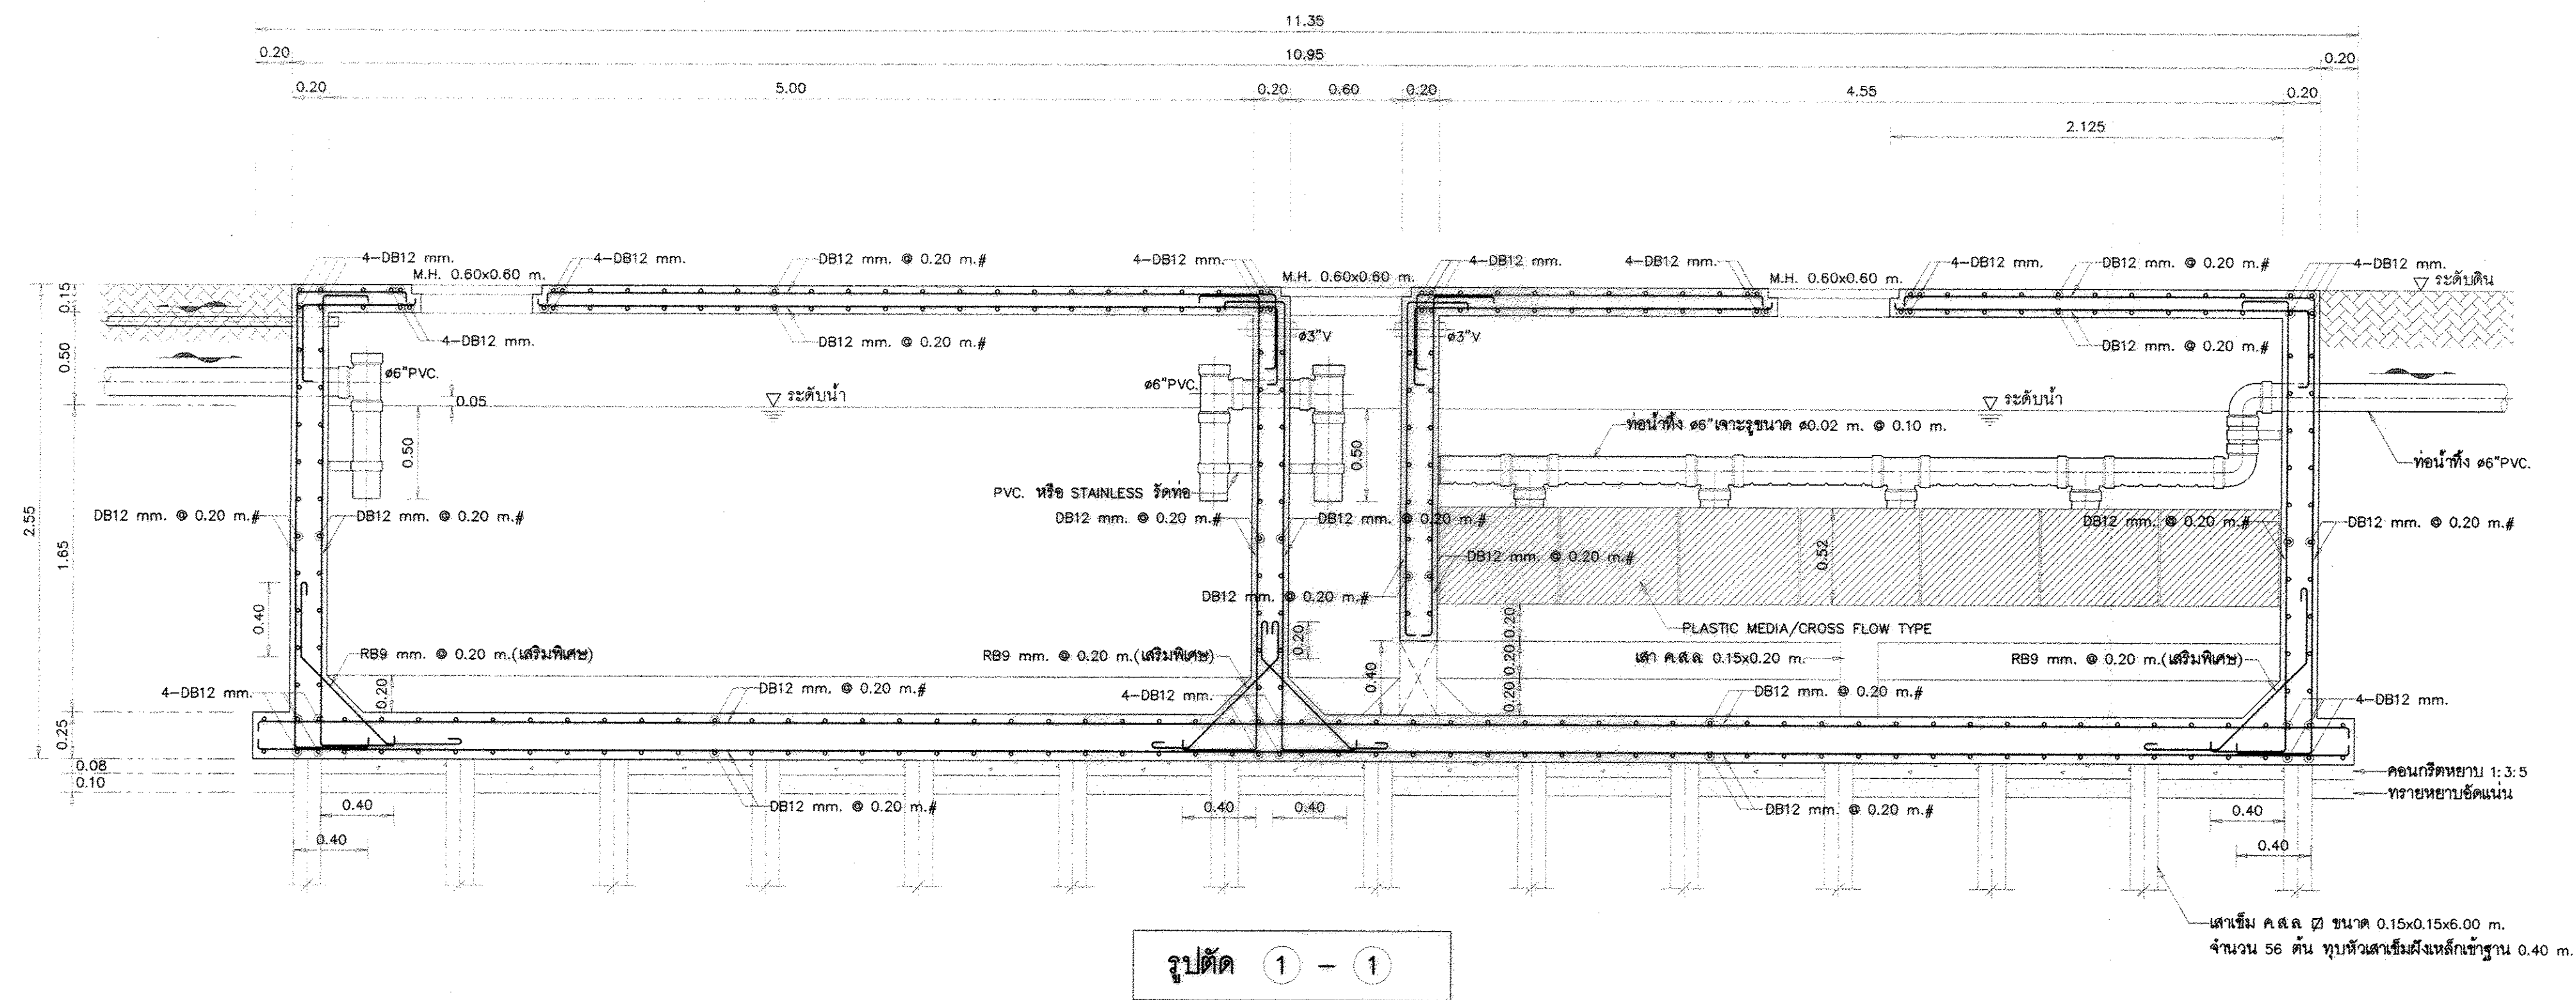 11.35
0.20 10.95 0.20
0.20 5.00 0.20 0.60 0.20 4.55 0.20
2.125
4-DB12 mm. 4-DB12 mm. DB12 mm. @ 0.20 m.# 4-DB12 mm. 4-DB12 mm. 4-DB12 mm. 4-DB12 mm. DB12 mm. @ 0.20 m.# 4-DB12 mm.
M.H. 0.60x0.60 m. M.H. 0.60x0.60 m. M.H. 0.60x0.60 m. ระดับดิน
0.15
4-DB12 mm. DB12 mm. @ 0.20 m.# ø3"V ø3"V DB12 mm. @ 0.20 m.#
0.50
ø6"PVC. ø6"PVC.
0.05 ระดับน้ำ ระดับน้ำ
ท่อน้ำทิ้ง ø6"เจาะรูขนาด ø0.02 m. @ 0.10 m.
0.50 0.50
ท่อน้ำทิ้ง ø6"PVC.
PVC. หรือ STAINLESS รัดท่อ
2.55
DB12 mm. @ 0.20 m.# DB12 mm. @ 0.20 m.# DB12 mm. @ 0.20 m.# DB12 mm. @ 0.20 m.# DB12 mm. @ 0.20 m.# DB12 mm. @ 0.20 m.#
1.65
DB12 mm. @ 0.20 m.# 0.52
DB12 mm. @ 0.20 m.#
0.40 0.20 0.20
PLASTIC MEDIA/CROSS FLOW TYPE
RB9 mm. @ 0.20 m.(เสริมพิเศษ) RB9 mm. @ 0.20 m.(เสริมพิเศษ) 0.20 เสา ค.ส.ล. 0.15x0.20 m. RB9 mm. @ 0.20 m.(เสริมพิเศษ)
0.40 0.20
4-DB12 mm. 0.20 DB12 mm. @ 0.20 m.# 4-DB12 mm. 0.20 DB12 mm. @ 0.20 m.# 4-DB12 mm.
0.25
0.08
0.10
คอนกรีตหยาบ 1:3:5
ทรายหยาบอัดแน่น
DB12 mm. @ 0.20 m.# DB12 mm. @ 0.20 m.#
0.40 0.40 0.40 0.40
0.40 0.40
เสาเข็ม ค.ส.ล. ขนาด 0.15x0.15x6.00 m.
จำนวน 56 ต้น ทุบหัวเสาเข็มฝังเหล็กเข้าฐาน 0.40 m.
รูปตัด 1 – 1